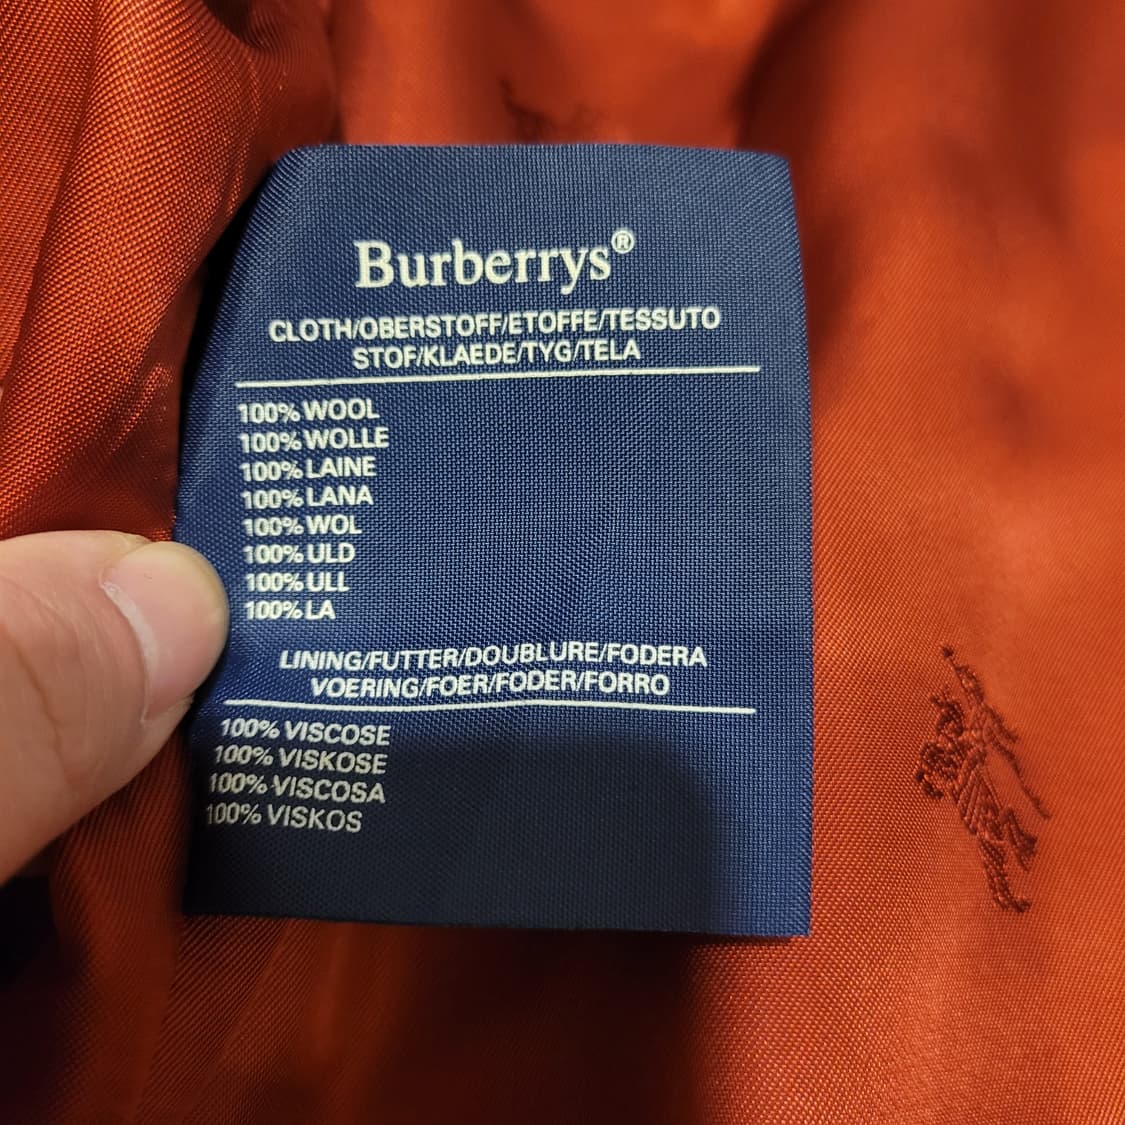 Burberrys®
CLOTH/OBERSTOFF/ETOFFE/TESSUTO
STOF/KLAEDE/TYG/TELA
100% WOOL
100% WOLLE
100% LAINE
100% LANA
100% WOL
100% ULD
100% ULL
100% LA
LINING/FUTTER/DOUBLURE/FODERA
VOERING/FOER/FODER/FORRO
100% VISCOSE
100% VISKOSE
100% VISCOSA
100% VISKOS